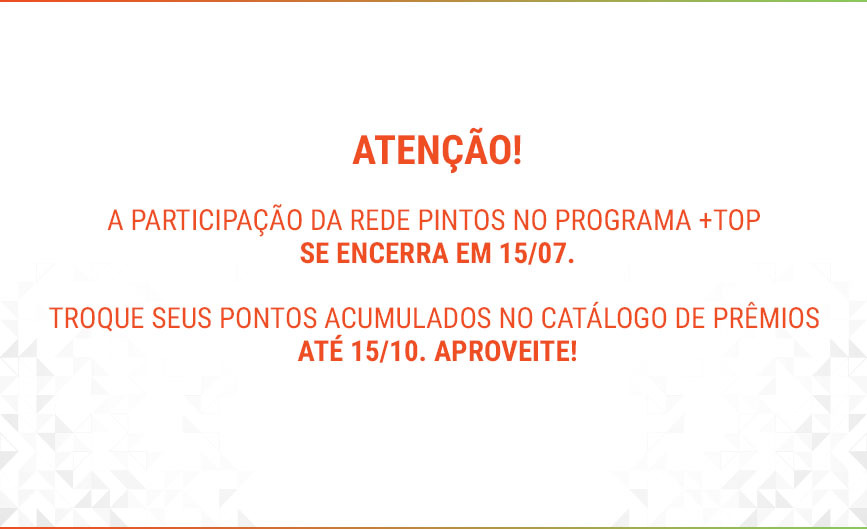 ATENÇÃO!
A PARTICIPAÇÃO DA REDE PINTOS NO PROGRAMA +TOP
SE ENCERRA EM 15/07.
TROQUE SEUS PONTOS ACUMULADOS NO CATÁLOGO DE PRÊMIOS
ATÉ 15/10. APROVEITE!